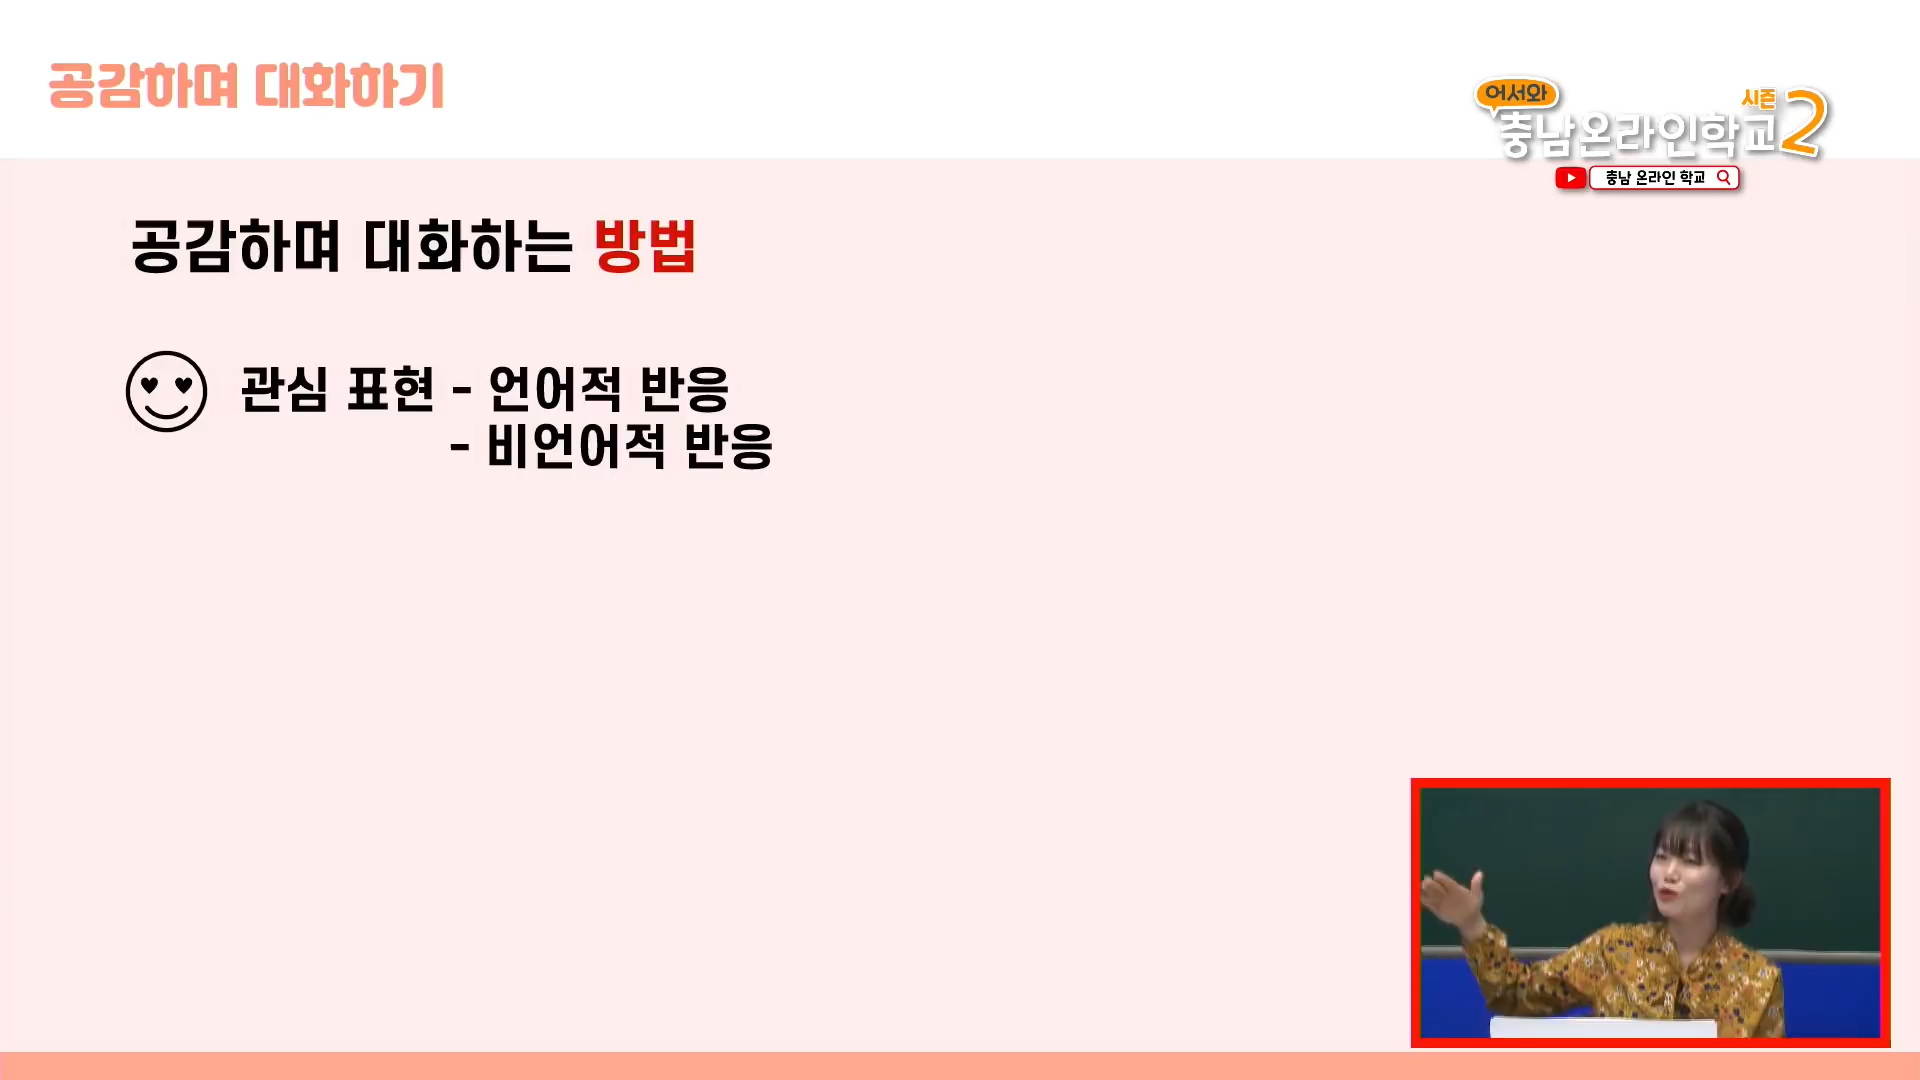 공감하며 대화하기
어서와
시즌2
충남온라인학교
충남 온라인 학교
공감하며 대화하는 방법
관심 표현 - 언어적 반응
- 비언어적 반응